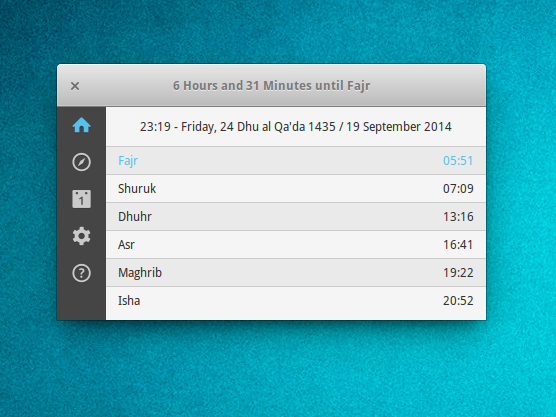 6 Hours and 31 Minutes until Fajr
23:19 - Friday, 24 Dhu al Qa'da 1435 / 19 September 2014
Fajr 05:51
Shuruk 07:09
1
Dhuhr 13:16
Asr 16:41
Maghrib 19:22
?
Isha 20:52